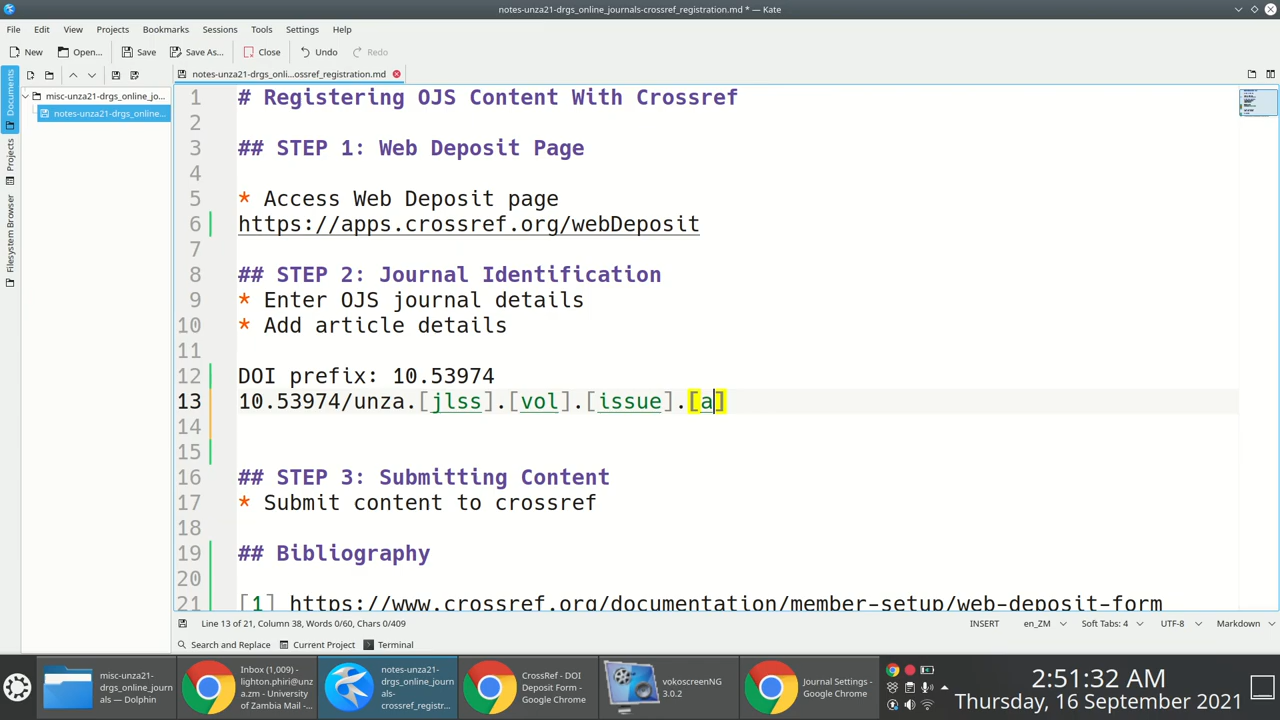 notes-unza21-drgs_online_journals-crossref_registration.md * — Kate
File Edit View Projects Bookmarks Sessions Tools Settings Help
New Open... Save Save As... Close Undo Redo
notes-unza21-drgs_onli...ossref_registration.md
Documents
Projects
Filesystem Browser
misc-unza21-drgs_online_jo...
notes-unza21-drgs_online...
1 # Registering OJS Content With Crossref
2
3 ## STEP 1: Web Deposit Page
4
5 * Access Web Deposit page
6 https://apps.crossref.org/webDeposit
7
8 ## STEP 2: Journal Identification
9 * Enter OJS journal details
10 * Add article details
11
12 DOI prefix: 10.53974
13 10.53974/unza.[jlss].[vol].[issue].[a]
14
15
16 ## STEP 3: Submitting Content
17 * Submit content to crossref
18
19 ## Bibliography
20
21 [1] https://www.crossref.org/documentation/member-setup/web-deposit-form
Line 13 of 21, Column 38, Words 0/60, Chars 0/409 INSERT en_ZM Soft Tabs: 4 UTF-8 Markdown
Search and Replace Current Project Terminal
misc-unza21-drgs_online_journals — Dolphin
Inbox (1,009) - lighton.phiri@unza.zm - University of Zambia Mail - ...
notes-unza21-drgs_online_journals-crossref_registr...
CrossRef - DOI Deposit Form - Google Chrome
vokoscreenNG 3.0.2
Journal Settings - Google Chrome
2:51:32 AM
Thursday, 16 September 2021